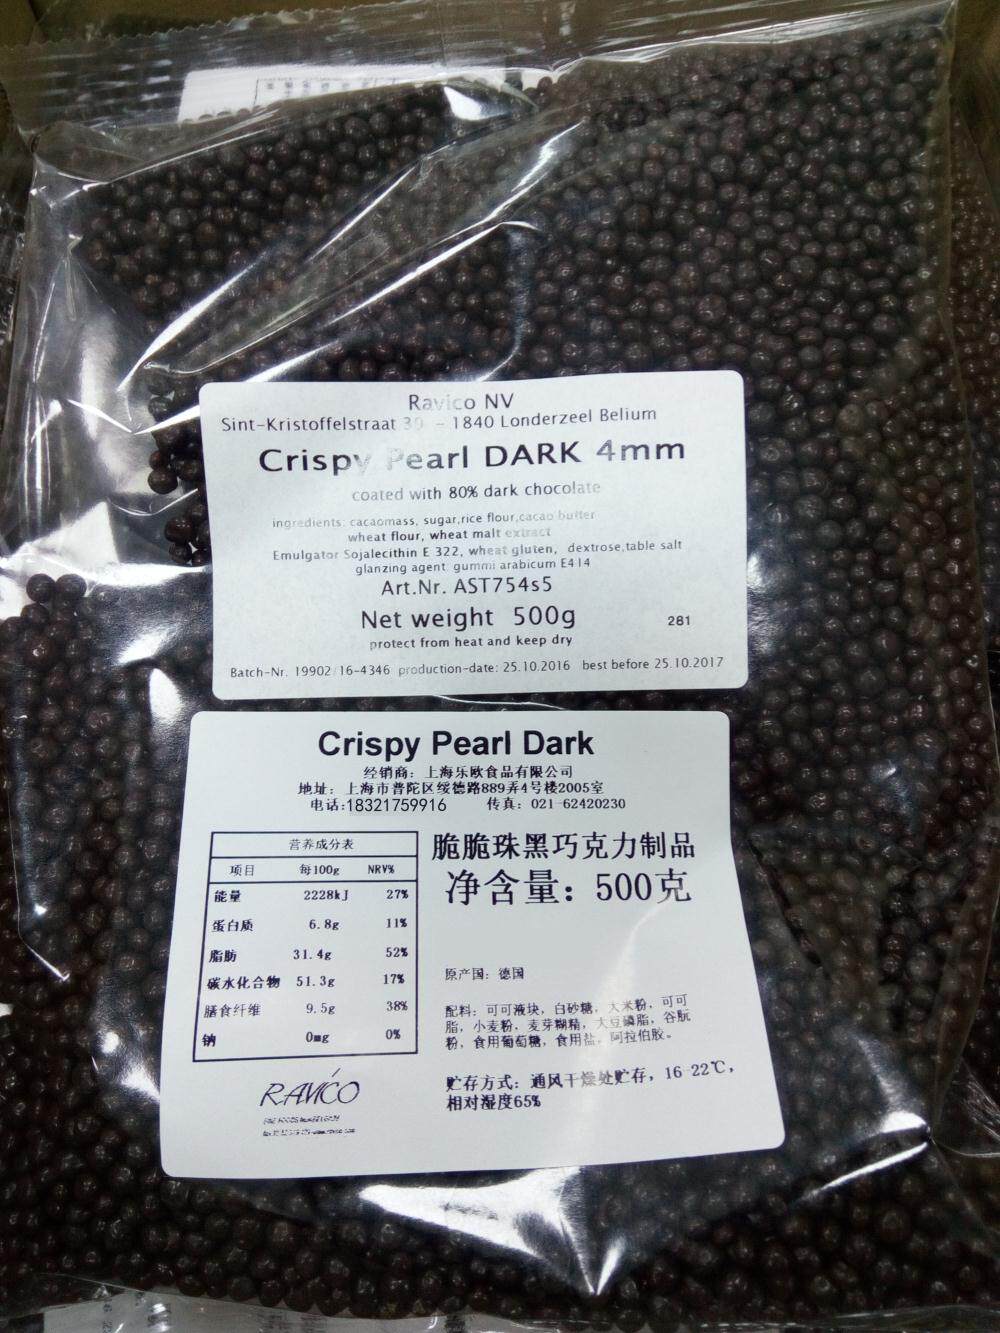 Ravico NV
Sint-Kristoffelstraat 39 - 1840 Londerzeel Belium
Crispy Pearl DARK 4mm
coated with 80% dark chocolate
ingredients: cacaomass, sugar,rice flour,cacao butter
wheat flour, wheat malt extract
Emulgator Sojalecithin E 322, wheat gluten, dextrose,table salt
glanzing agent: gummi arabicum E414
Art.Nr. AST754s5
Net weight 500g
281
protect from heat and keep dry
Batch-Nr. 19902 16-4346 production-date: 25.10.2016 best before 25.10.2017
Crispy Pearl Dark
经销商：上海乐欧食品有限公司
地址：上海市普陀区绥德路889弄4号楼2005室
电话:18321759916 传真：021-62420230
营养成分表
项目 每100g NRV%
能量 2228kJ 27%
蛋白质 6.8g 11%
脂肪 31.4g 52%
碳水化合物 51.3g 17%
膳食纤维 9.5g 38%
钠 0mg 0%
脆脆珠黑巧克力制品
净含量：500克
原产国：德国
配料：可可液块，白砂糖，大米粉，可可
脂，小麦粉，麦芽糊精，大豆磷脂，谷朊
粉，食用葡萄糖，食用盐，阿拉伯胶。
贮存方式：通风干燥处贮存，16-22℃，
相对湿度65%
RAVICO